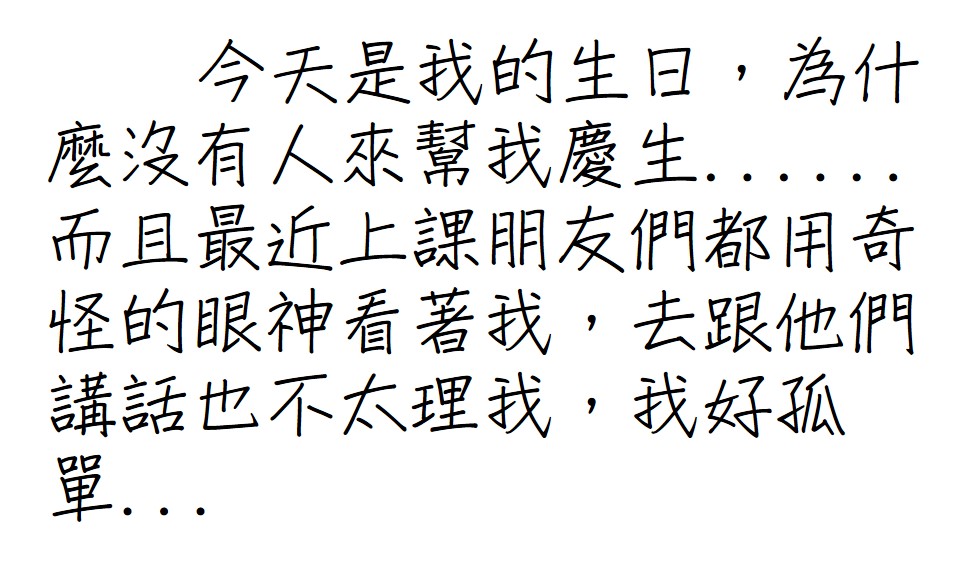 今天是我的生日，為什
麼沒有人來幫我慶生......
而且最近上課朋友們都用奇
怪的眼神看著我，去跟他們
講話也不太理我，我好孤
單...